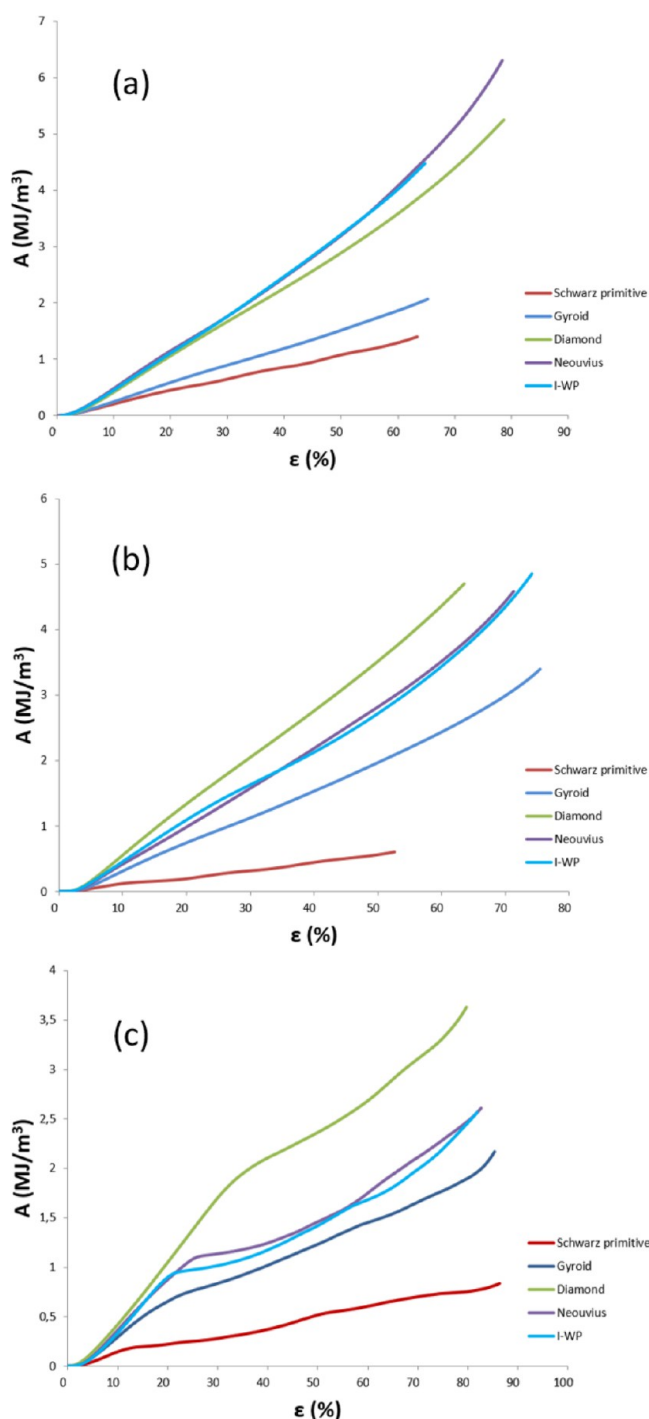 (a)
A (MJ/m³)
7
6
5
4
3
2
1
0
0 10 20 30 40 50 60 70 80 90
ε (%)
Schwarz primitive
Gyroid
Diamond
Neouvius
I-WP
(b)
A (MJ/m³)
6
5
4
3
2
1
0
0 10 20 30 40 50 60 70 80
ε (%)
Schwarz primitive
Gyroid
Diamond
Neouvius
I-WP
(c)
A (MJ/m³)
4
3,5
3
2,5
2
1,5
1
0,5
0
0 10 20 30 40 50 60 70 80 90 100
ε (%)
Schwarz primitive
Gyroid
Diamond
Neouvius
I-WP